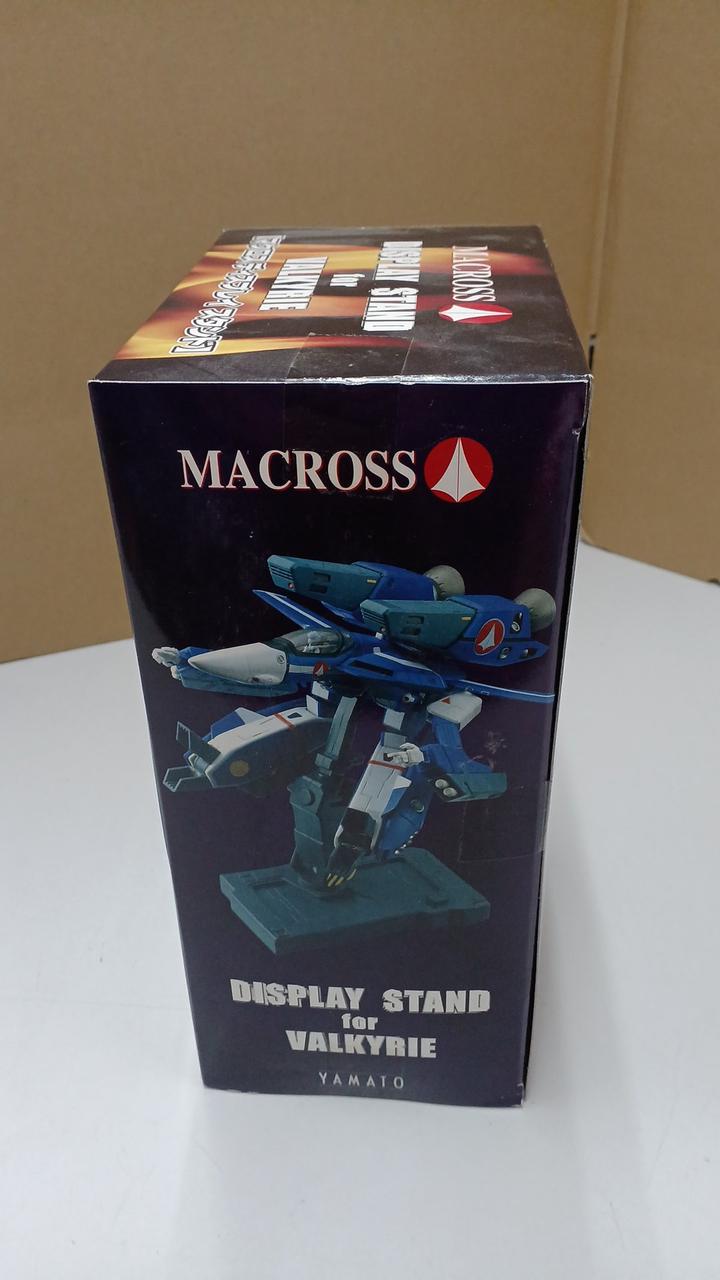 MACROSS
DISPLAY STAND
for
VALKYRIE
MACROSS
DISPLAY STAND
for
VALKYRIE
YAMATO